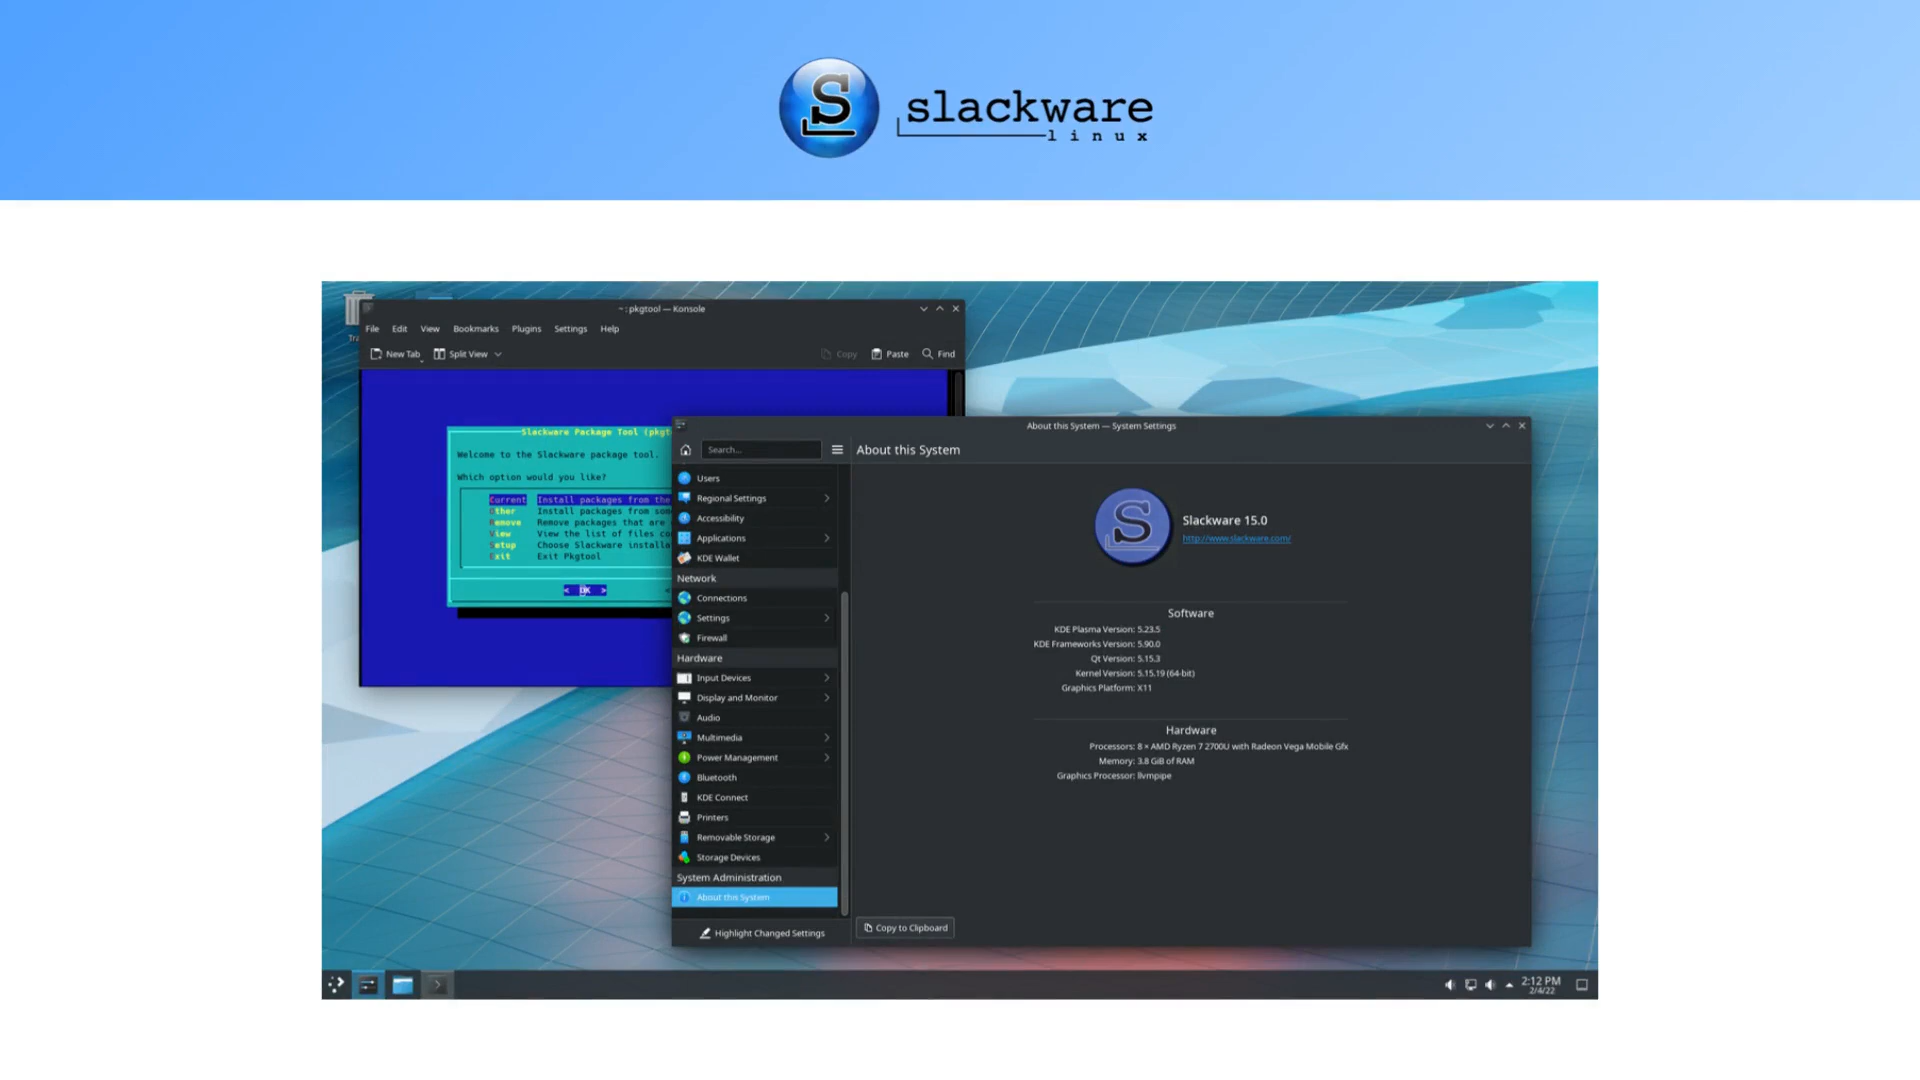 slackware
linux
Tra
~ : pkgtool — Konsole
File Edit View Bookmarks Plugins Settings Help
New Tab Split View Copy Paste Find
Slackware Package Tool (pkgt
Welcome to the Slackware package tool.
Which option would you like?
Current Install packages from the
Other Install packages from som
Remove Remove packages that are
View View the list of files co
Setup Choose Slackware installa
Exit Exit Pkgtool
< OK >
About this System — System Settings
Search...
About this System
Users
Regional Settings
Accessibility
Applications
KDE Wallet
Network
Connections
Settings
Firewall
Hardware
Input Devices
Display and Monitor
Audio
Multimedia
Power Management
Bluetooth
KDE Connect
Printers
Removable Storage
Storage Devices
System Administration
About this System
Highlight Changed Settings
Slackware 15.0
http://www.slackware.com/
Software
KDE Plasma Version: 5.23.5
KDE Frameworks Version: 5.90.0
Qt Version: 5.15.3
Kernel Version: 5.15.19 (64-bit)
Graphics Platform: X11
Hardware
Processors: 8 × AMD Ryzen 7 2700U with Radeon Vega Mobile Gfx
Memory: 3.8 GiB of RAM
Graphics Processor: llvmpipe
Copy to Clipboard
2:12 PM
2/4/22